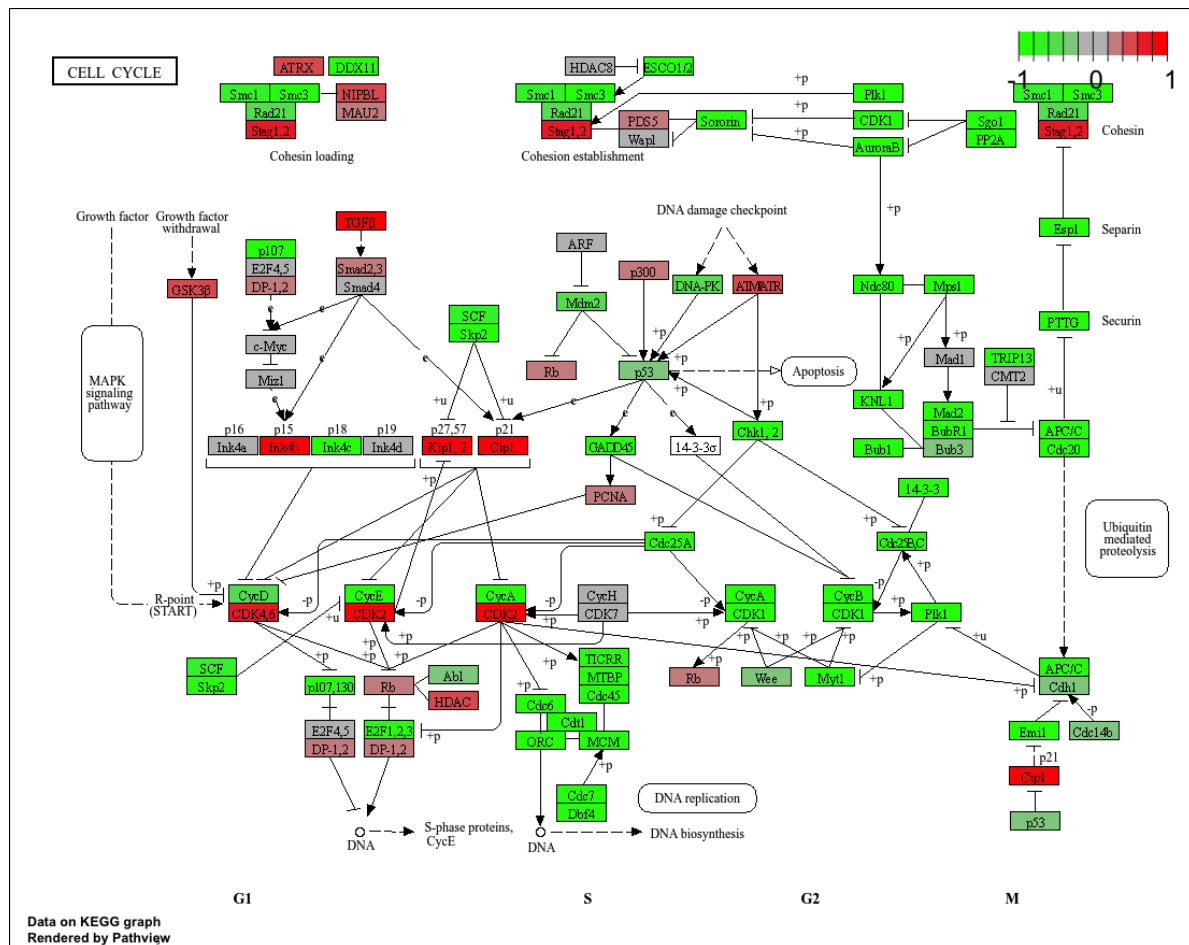 CELL CYCLE
-1 0 1
ATRX DDX11
Smc1 Smc3 NIPBL
Rad21 MAU2
Stag1,2
Cohesin loading
HDAC8 ESCO1/2
Smc1 Smc3
Rad21
Stag1,2
PDS5
Wapl
Sororin
Cohesion establishment
+p
Plk1
+p
CDK1
+p
AuroraB
Sgo1
PP2A
Smc1 Smc3
Rad21
Stag1,2
Cohesin
Growth factor
Growth factor
withdrawal
GSK3β
MAPK
signaling
pathway
p107
E2F4,5
DP-1,2
TGFβ
Smad2,3
Smad4
e
e
c-Myc
Miz1
e
SCF
Skp2
+u
+u
e
ARF
Mdm2
Rb
p300
DNA damage checkpoint
DNA-PK
ATM/ATR
+p
+p
p53
+p
Apoptosis
e
e
e
+p
Chk1, 2
+p
Ndc80
Mps1
+p
+p
Mad1
KNL1
Mad2
BubR1
Bub3
Bub1
TRIP13
CMT2
Esp1
Separin
PTTG
Securin
+u
APC/C
Cdc20
p16
Ink4a
p15
Ink4b
p18
Ink4c
p19
Ink4d
p27,57
Kip1, 2
p21
Cip1
+p
GADD45
14-3-3σ
PCNA
+p
Cdc25A
+p
14-3-3
Cdc25B,C
Ubiquitin
mediated
proteolysis
R-point
(START)
+p
CycD
CDK4,6
-p
CycE
CDK2
-p
CycA
CDK2
-p
+p
CycH
CDK7
-p
+p
CycA
CDK1
-p
CycB
CDK1
+p
+p
Plk1
+u
+u
+p
+p
+p
+p
+p
SCF
Skp2
p107,130
Rb
Abl
HDAC
+p
TICRR
MTBP
Cdc45
+p
Rb
+p
+p
+p
Wee
+p
Myt1
+p
+p
APC/C
Cdh1
-p
E2F4,5
DP-1,2
E2F1,2,3
DP-1,2
+p
Cdc6
Cdt1
ORC
MCM
+p
Cdc7
Dbf4
Emi1
Cdc14b
p21
Cip1
p53
DNA
S-phase proteins,
CycE
DNA
DNA replication
DNA biosynthesis
G1 S G2 M
Data on KEGG graph
Rendered by Pathview